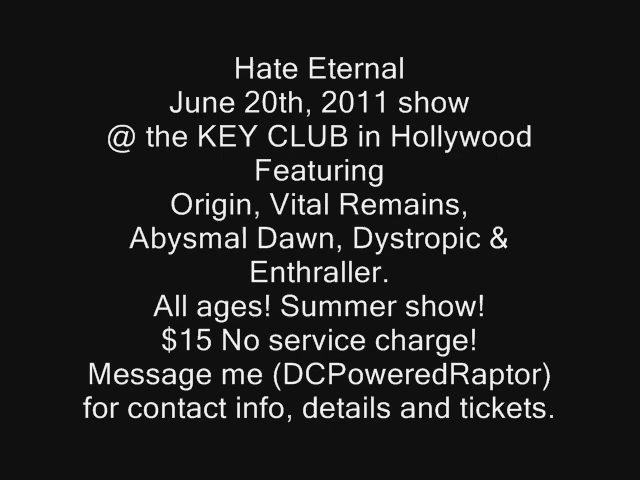 Hate Eternal
June 20th, 2011 show
@ the KEY CLUB in Hollywood
Featuring
Origin, Vital Remains,
Abysmal Dawn, Dystropic &
Enthraller.
All ages! Summer show!
$15 No service charge!
Message me (DCPoweredRaptor)
for contact info, details and tickets.